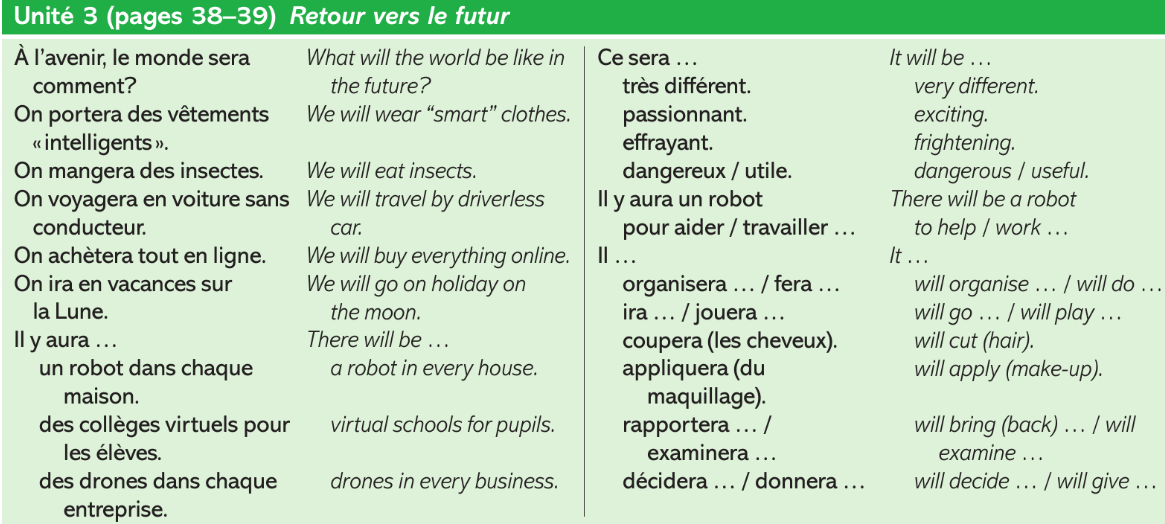 Unité 3 (pages 38–39) Retour vers le futur
À l’avenir, le monde sera What will the world be like in
comment? the future?
On portera des vêtements We will wear “smart” clothes.
«intelligents».
On mangera des insectes. We will eat insects.
On voyagera en voiture sans We will travel by driverless
conducteur. car.
On achètera tout en ligne. We will buy everything online.
On ira en vacances sur We will go on holiday on
la Lune. the moon.
Il y aura … There will be …
un robot dans chaque a robot in every house.
maison.
des collèges virtuels pour virtual schools for pupils.
les élèves.
des drones dans chaque drones in every business.
entreprise.
Ce sera … It will be …
très différent. very different.
passionnant. exciting.
effrayant. frightening.
dangereux / utile. dangerous / useful.
Il y aura un robot There will be a robot
pour aider / travailler … to help / work …
Il … It …
organisera … / fera … will organise … / will do …
ira … / jouera … will go … / will play …
coupera (les cheveux). will cut (hair).
appliquera (du will apply (make-up).
maquillage).
rapportera … / will bring (back) … / will
examinera … examine …
décidera … / donnera … will decide … / will give …